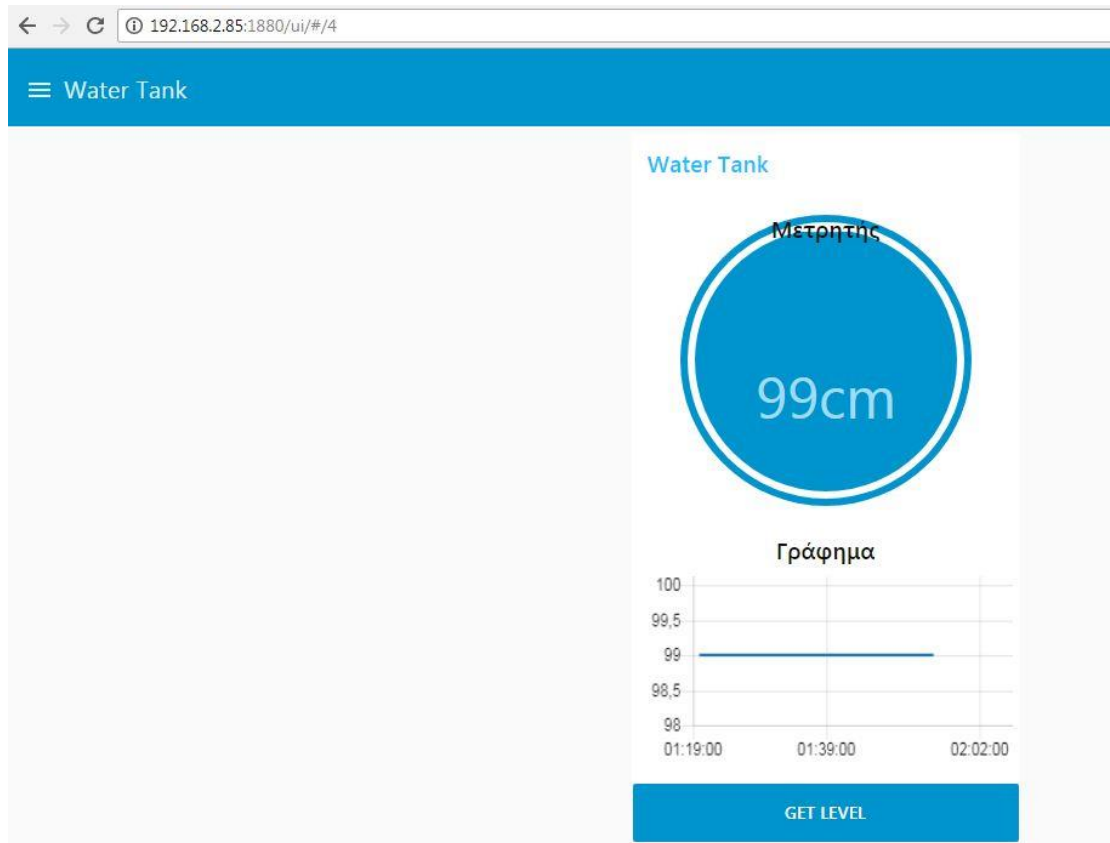 192.168.2.85:1880/ui/#/4
Water Tank
Water Tank
Μετρητής
99cm
Γράφημα
100
99,5
99
98,5
98
01:19:00 01:39:00 02:02:00
GET LEVEL